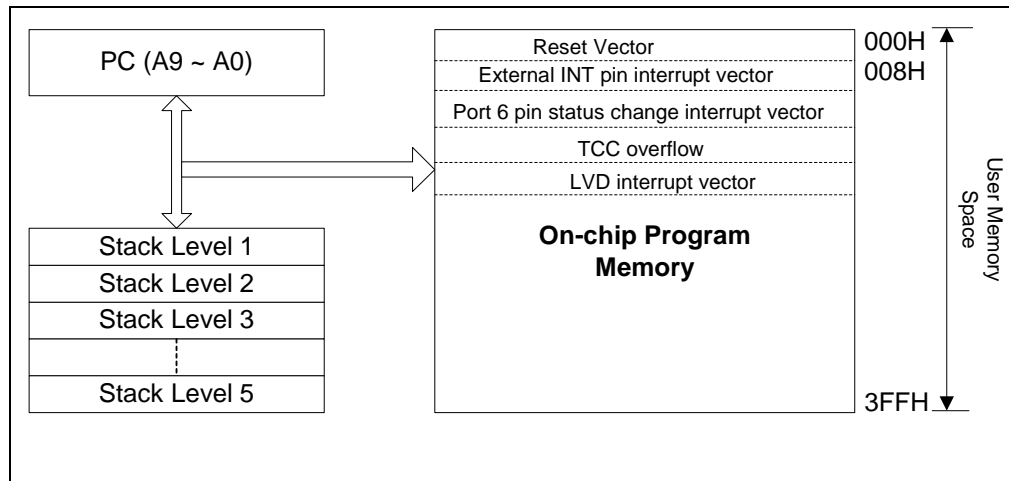 PC (A9 ~ A0)
Stack Level 1
Stack Level 2
Stack Level 3
Stack Level 5
Reset Vector
External INT pin interrupt vector
Port 6 pin status change interrupt vector
TCC overflow
LVD interrupt vector
On-chip Program
Memory
000H
008H
3FFH
User Memory
Space